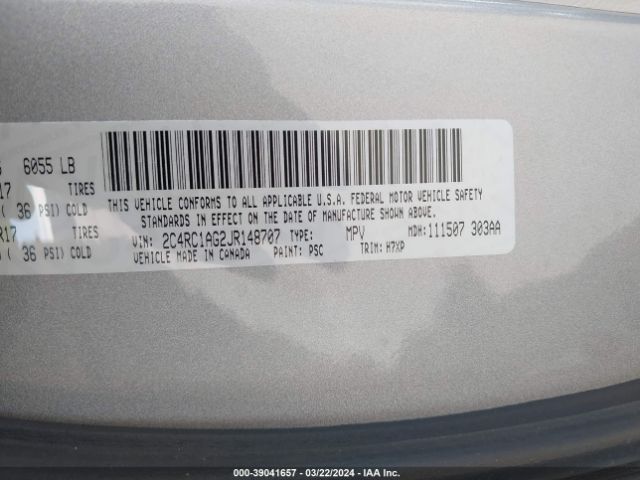 6055 LB
17 TIRES
( 36 PSI) COLD
R17 TIRES
( 36 PSI) COLD
THIS VEHICLE CONFORMS TO ALL APPLICABLE U.S.A. FEDERAL MOTOR VEHICLE SAFETY
STANDARDS IN EFFECT ON THE DATE OF MANUFACTURE SHOWN ABOVE.
VIN: 2C4RC1AG2JR148707 TYPE: MPV MDH: 111507 303AA
VEHICLE MADE IN CANADA PAINT: PSC TRIM: H7XP
000-39041657 - 03/22/2024 - IAA Inc.